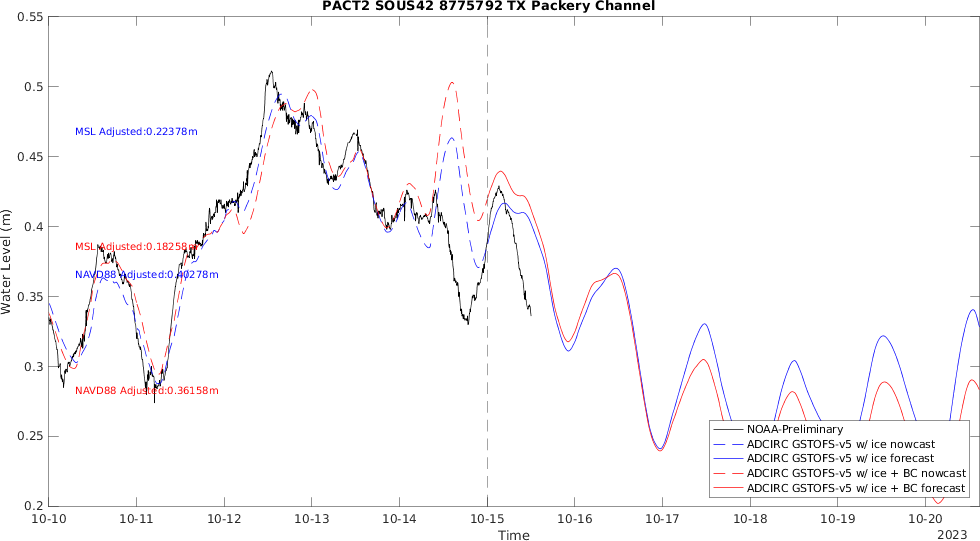 PACT2 SOUS42 8775792 TX Packery Channel
0.55
0.5
MSL Adjusted:0.22378m
0.45
0.4
MSL Adjusted:0.18258m
NAVD88 Adjusted:0.40278m
0.35
0.3
NAVD88 Adjusted:0.36158m
0.25
0.2
Water Level (m)
NOAA-Preliminary
ADCIRC GSTOFS-v5 w/ ice nowcast
ADCIRC GSTOFS-v5 w/ ice forecast
ADCIRC GSTOFS-v5 w/ ice + BC nowcast
ADCIRC GSTOFS-v5 w/ ice + BC forecast
10-10 10-11 10-12 10-13 10-14 10-15 10-16 10-17 10-18 10-19 10-20
Time
2023